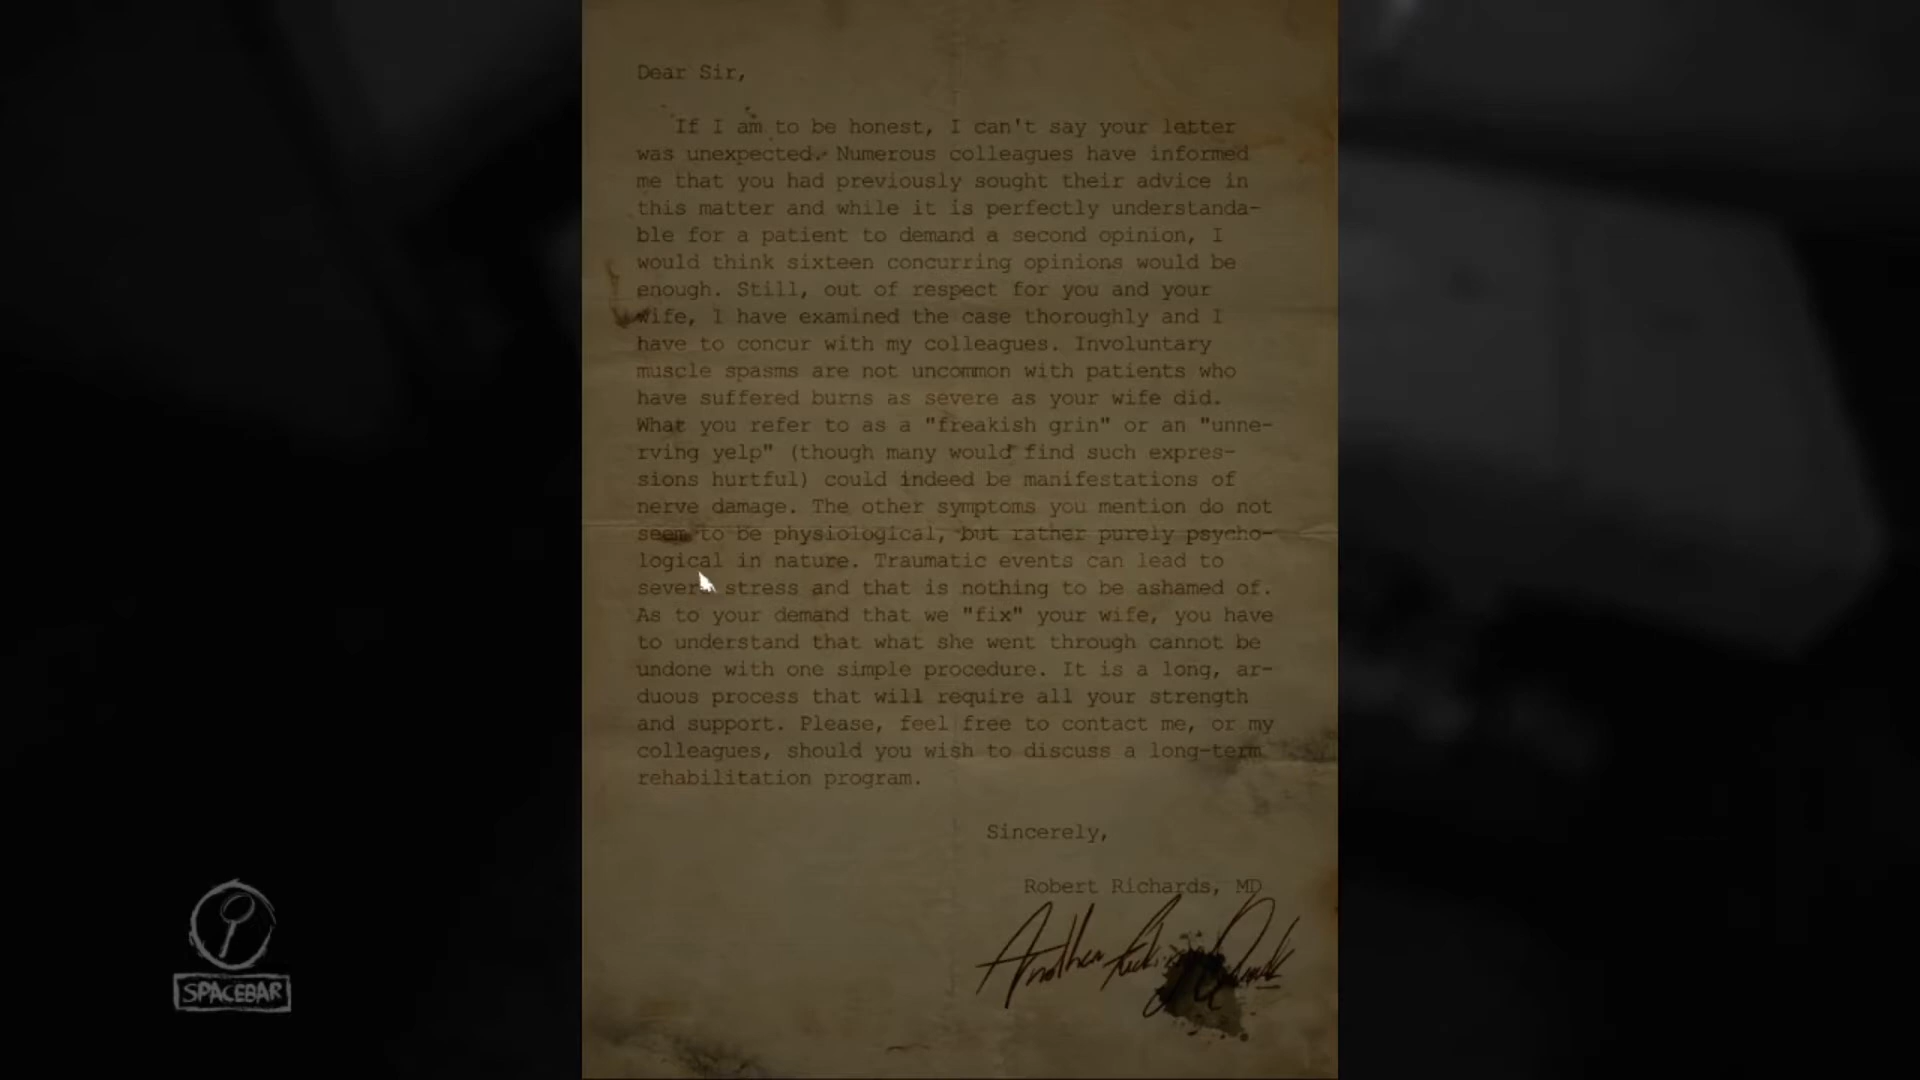 Dear Sir,
If I am to be honest, I can't say your letter
was unexpected. Numerous colleagues have informed
me that you had previously sought their advice in
this matter and while it is perfectly understanda-
ble for a patient to demand a second opinion, I
would think sixteen concurring opinions would be
enough. Still, out of respect for you and your
wife, I have examined the case thoroughly and I
have to concur with my colleagues. Involuntary
muscle spasms are not uncommon with patients who
have suffered burns as severe as your wife did.
What you refer to as a "freakish grin" or an "unne-
rving yelp" (though many would find such expres-
sions hurtful) could indeed be manifestations of
nerve damage. The other symptoms you mention do not
seem to be physiological, but rather purely psycho-
logical in nature. Traumatic events can lead to
severe stress and that is nothing to be ashamed of.
As to your demand that we "fix" your wife, you have
to understand that what she went through cannot be
undone with one simple procedure. It is a long, ar-
duous process that will require all your strength
and support. Please, feel free to contact me, or my
colleagues, should you wish to discuss a long-term
rehabilitation program.
Sincerely,
Robert Richards, MD
Another
SPACEBAR